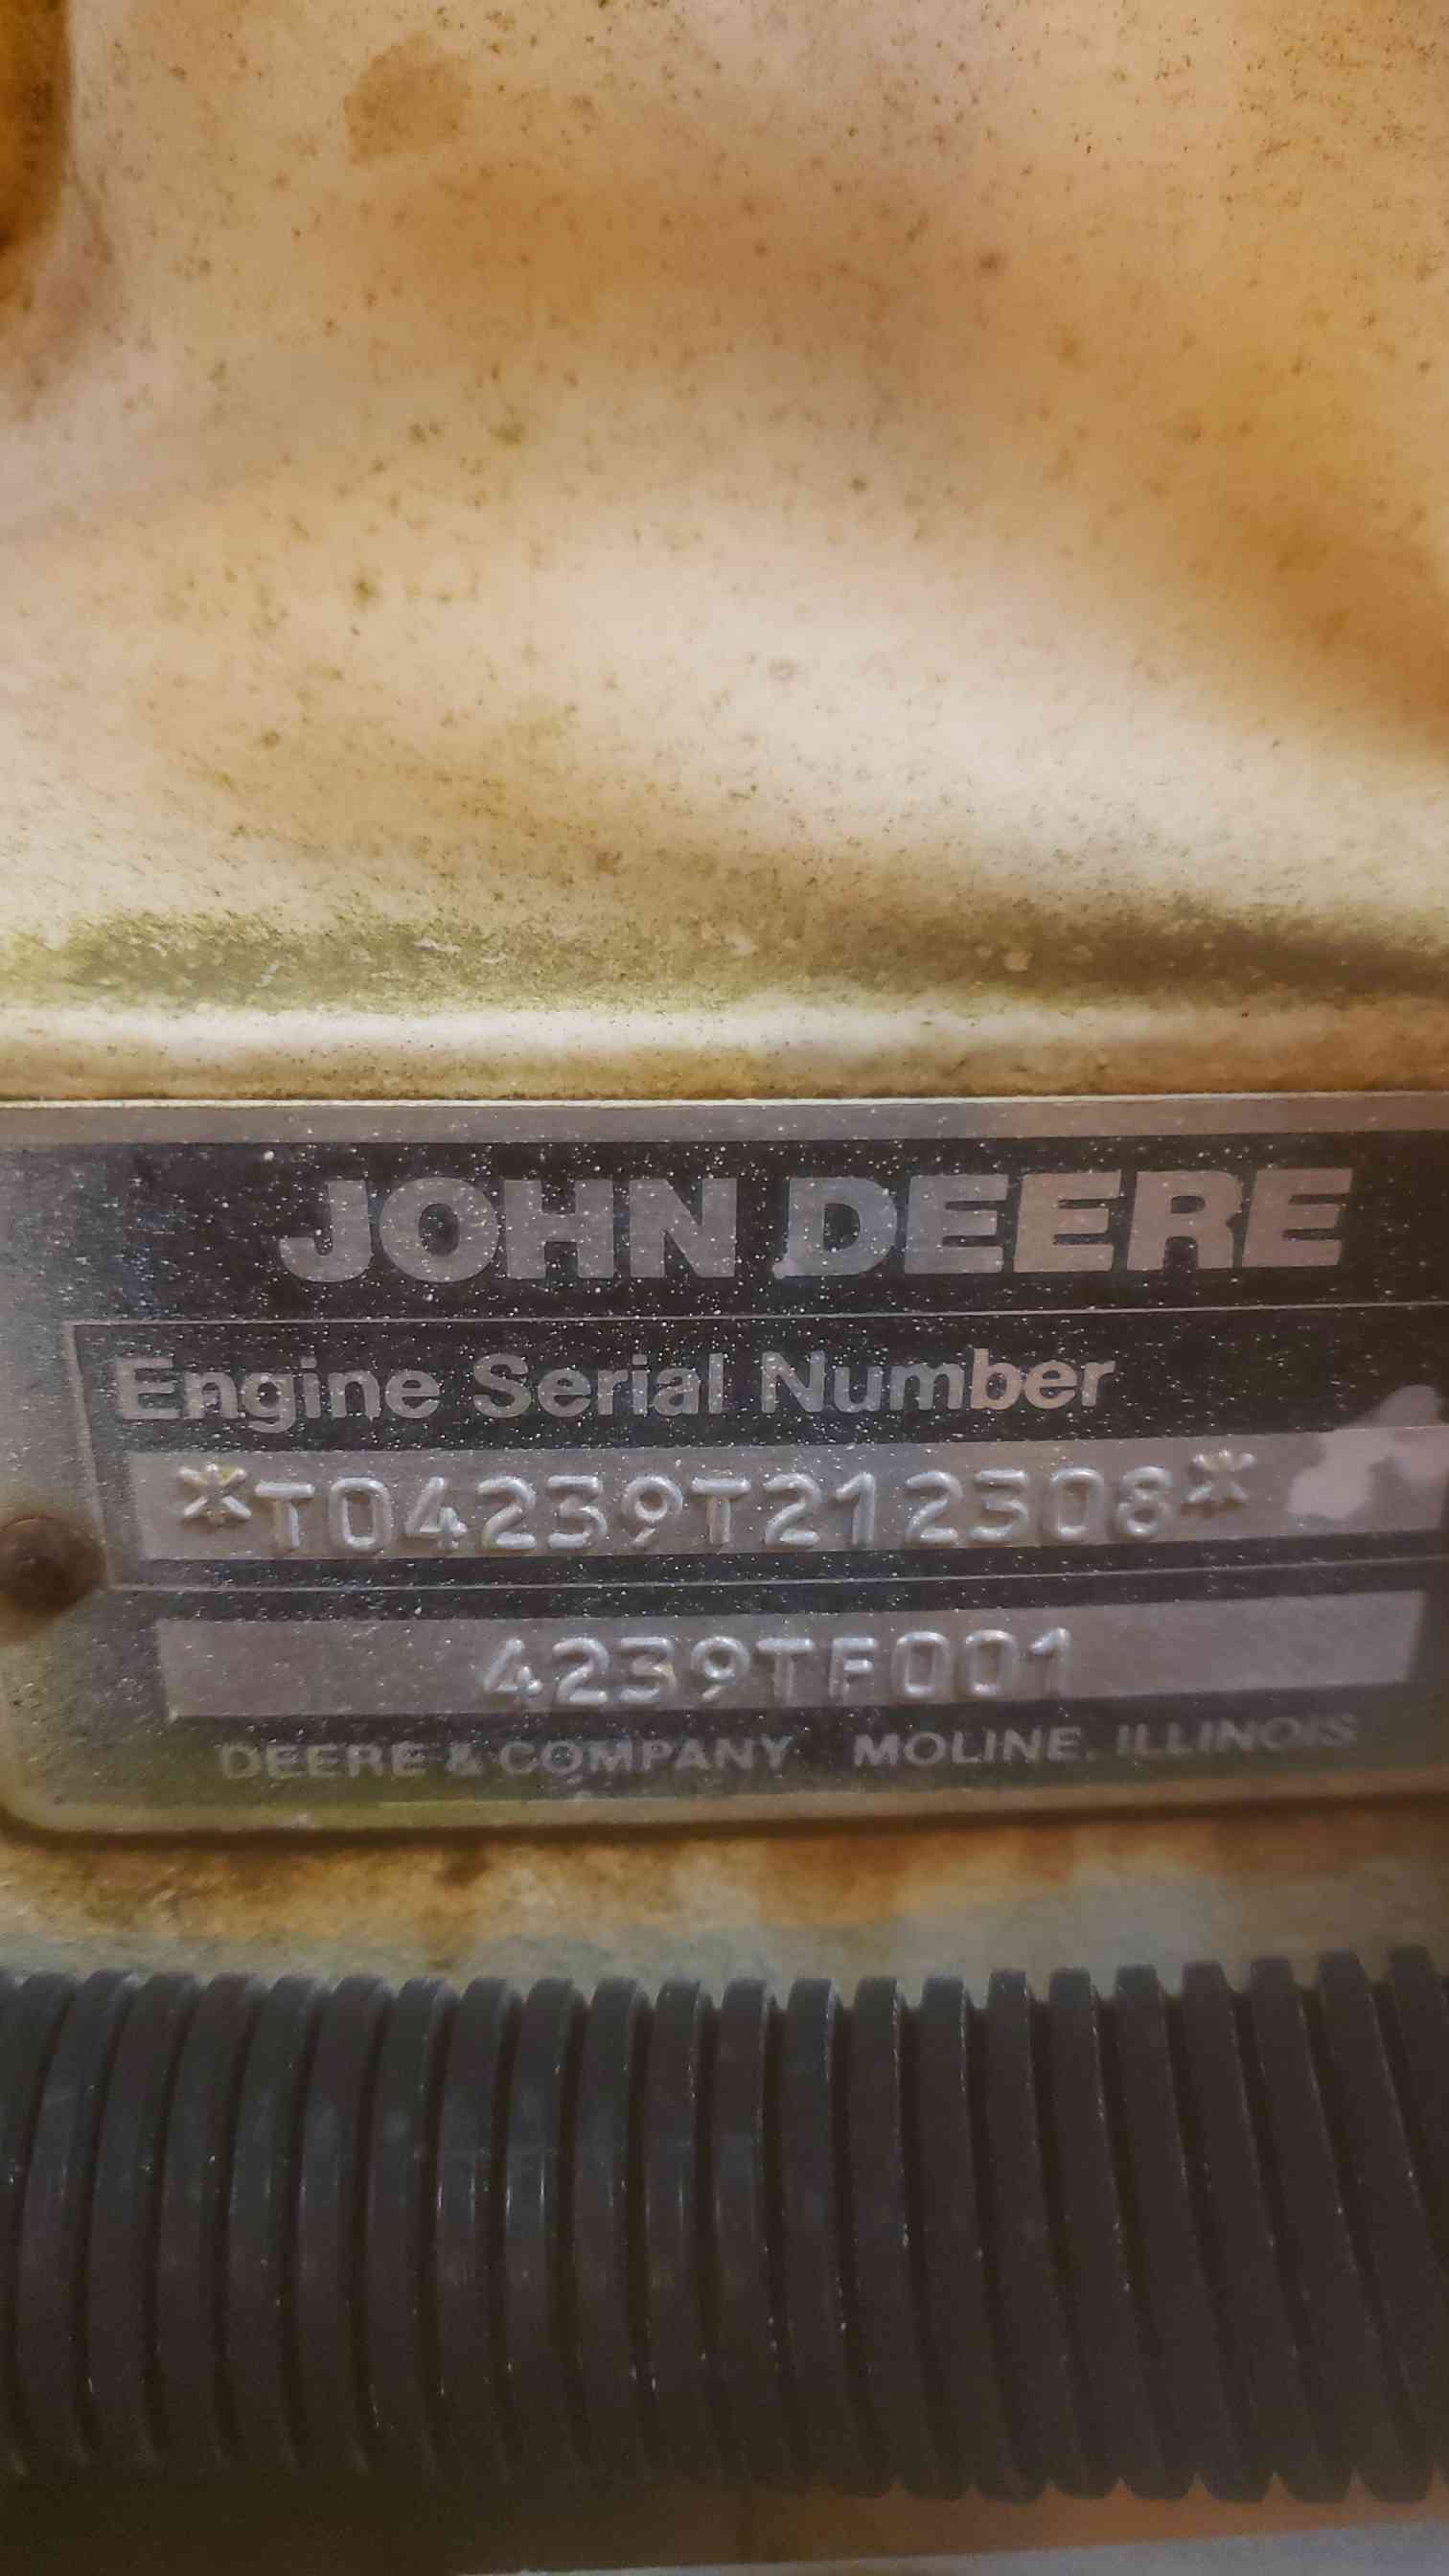 JOHN DEERE
Engine Serial Number
*T04239T212308*
4239TF001
DEERE & COMPANY MOLINE, ILLINOIS